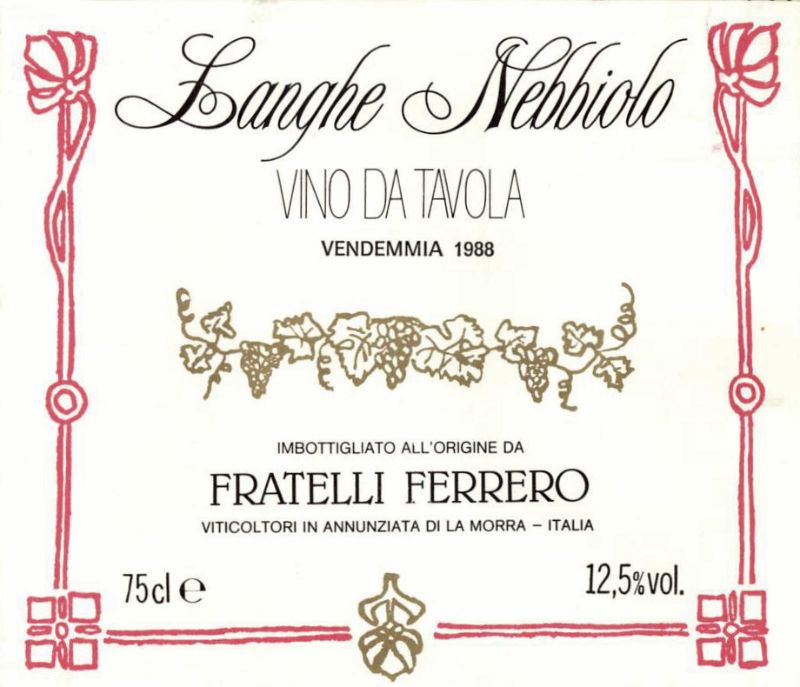 Langhe Nebbiolo
VINO DA TAVOLA
VENDEMMIA 1988
IMBOTTIGLIATO ALL'ORIGINE DA
FRATELLI FERRERO
VITICOLTORI IN ANNUNZIATA DI LA MORRA – ITALIA
75cl e 12,5%vol.